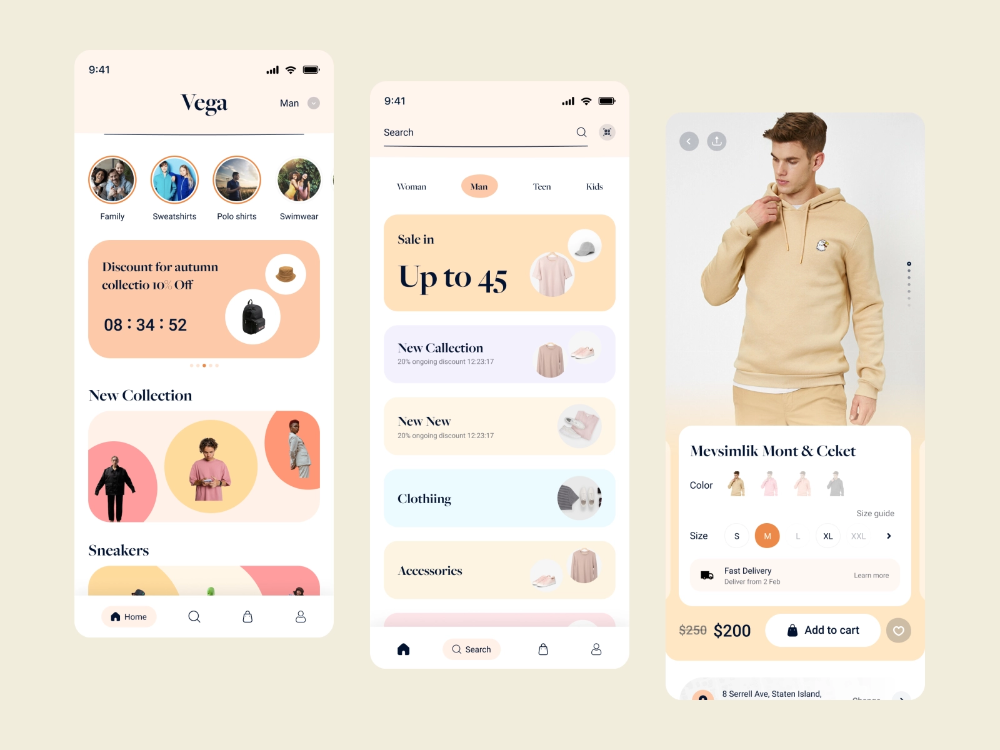 9:41
Vega
Man
Family
Sweatshirts
Polo shirts
Swimwear
Discount for autumn
collectio 10% Off
08 : 34 : 52
New Collection
Sneakers
Home
9:41
Search
Woman
Man
Teen
Kids
Sale in
Up to 45
New Callection
20% ongoing discount 12:23:17
New New
20% ongoing discount 12:23:17
Clothiing
Accessories
Search
Mevsimlik Mont & Ceket
Color
Size guide
Size
S
M
L
XL
XXL
Fast Delivery
Deliver from 2 Feb
Learn more
$250
$200
Add to cart
8 Serrell Ave, Staten Island,
Change